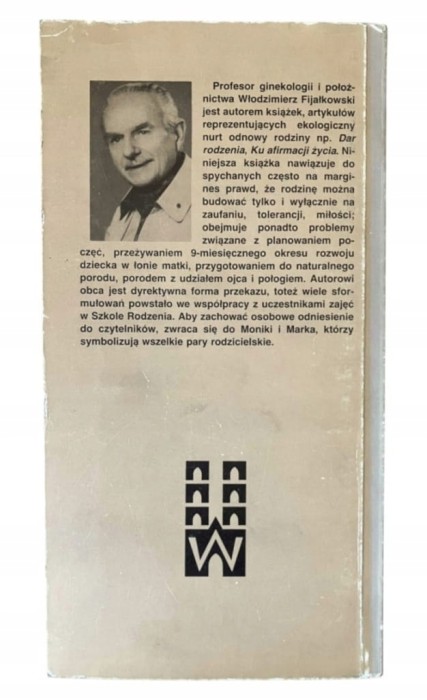 Profesor ginekologii i położ-
nictwa Włodzimierz Fijałkowski
jest autorem książek, artykułów
reprezentujących ekologiczny
nurt odnowy rodziny np. Dar
rodzenia, Ku afirmacji życia. Ni-
niejsza książka nawiązuje do
spychanych często na margi-
nes prawd, że rodzinę można
budować tylko i wyłącznie na
zaufaniu, tolerancji, miłości;
obejmuje ponadto problemy
związane z planowaniem po-
częć, przeżywaniem 9-miesięcznego okresu rozwoju
dziecka w łonie matki, przygotowaniem do naturalnego
porodu, porodem z udziałem ojca i połogiem. Autorowi
obca jest dyrektywna forma przekazu, toteż wiele sfor-
mułowań powstało we współpracy z uczestnikami zajęć
w Szkole Rodzenia. Aby zachować osobowe odniesienie
do czytelników, zwraca się do Moniki i Marka, którzy
symbolizują wszelkie pary rodzicielskie.
W